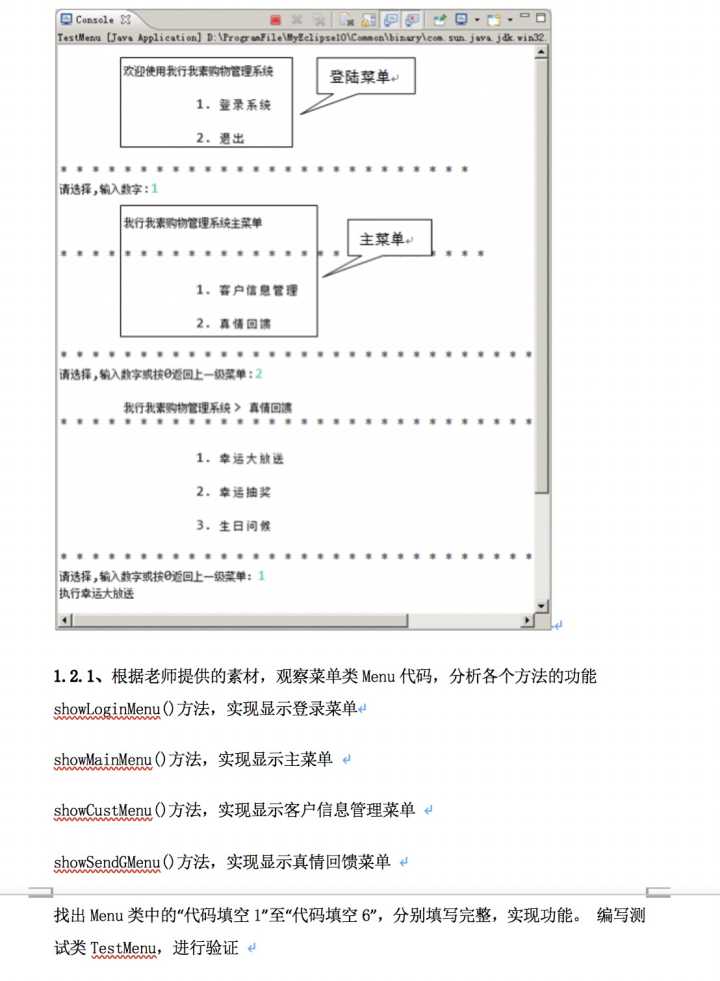 Console
TestMenu [Java Application] D:\ProgramFile\MyEclipse10\Common\binary\com.sun.java.jdk.win32.
欢迎使用我行我素购物管理系统
登陆菜单
1. 登录系统
2. 退出
* * * * * * * * * * * * * * * * * * * * * * * * * *
请选择,输入数字:1
我行我素购物管理系统主菜单
主菜单
* * * * * * * * * * * * * * * * * * * * * * * * * * *
1. 客户信息管理
2. 真情回馈
* * * * * * * * * * * * * * * * * * * * * * * * * * * * * *
请选择,输入数字或按0返回上一级菜单:2
我行我素购物管理系统 > 真情回馈
* * * * * * * * * * * * * * * * * * * * * * * * * * * * * *
1. 幸运大放送
2. 幸运抽奖
3. 生日问候
* * * * * * * * * * * * * * * * * * * * * * * * * * * * * *
请选择,输入数字或按0返回上一级菜单: 1
执行幸运大放送
1.2.1、根据老师提供的素材，观察菜单类 Menu 代码，分析各个方法的功能
showLoginMenu()方法，实现显示登录菜单
showMainMenu()方法，实现显示主菜单
showCustMenu()方法，实现显示客户信息管理菜单
showSendGMenu()方法，实现显示真情回馈菜单
找出 Menu 类中的“代码填空 1”至“代码填空 6”，分别填写完整，实现功能。 编写测
试类 TestMenu，进行验证